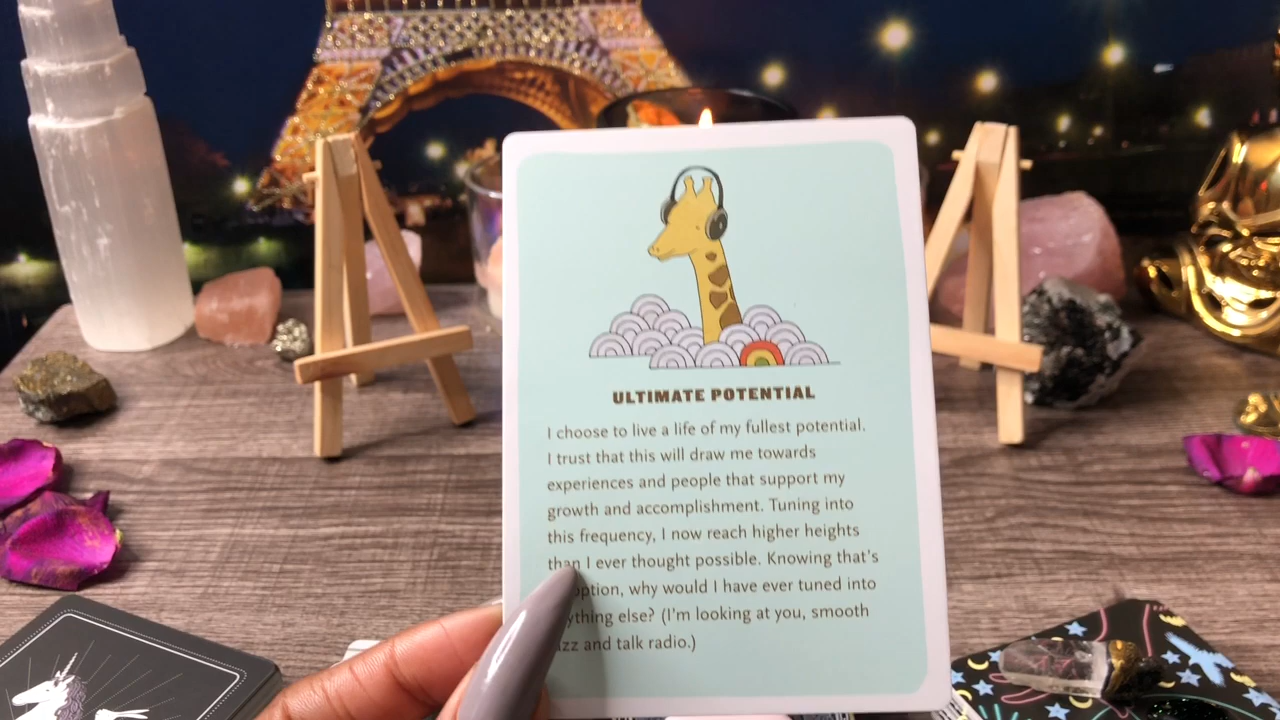 ULTIMATE POTENTIAL
I choose to live a life of my fullest potential.
I trust that this will draw me towards
experiences and people that support my
growth and accomplishment. Tuning into
this frequency, I now reach higher heights
than I ever thought possible. Knowing that's
option, why would I have ever tuned into
ything else? (I'm looking at you, smooth
azz and talk radio.)